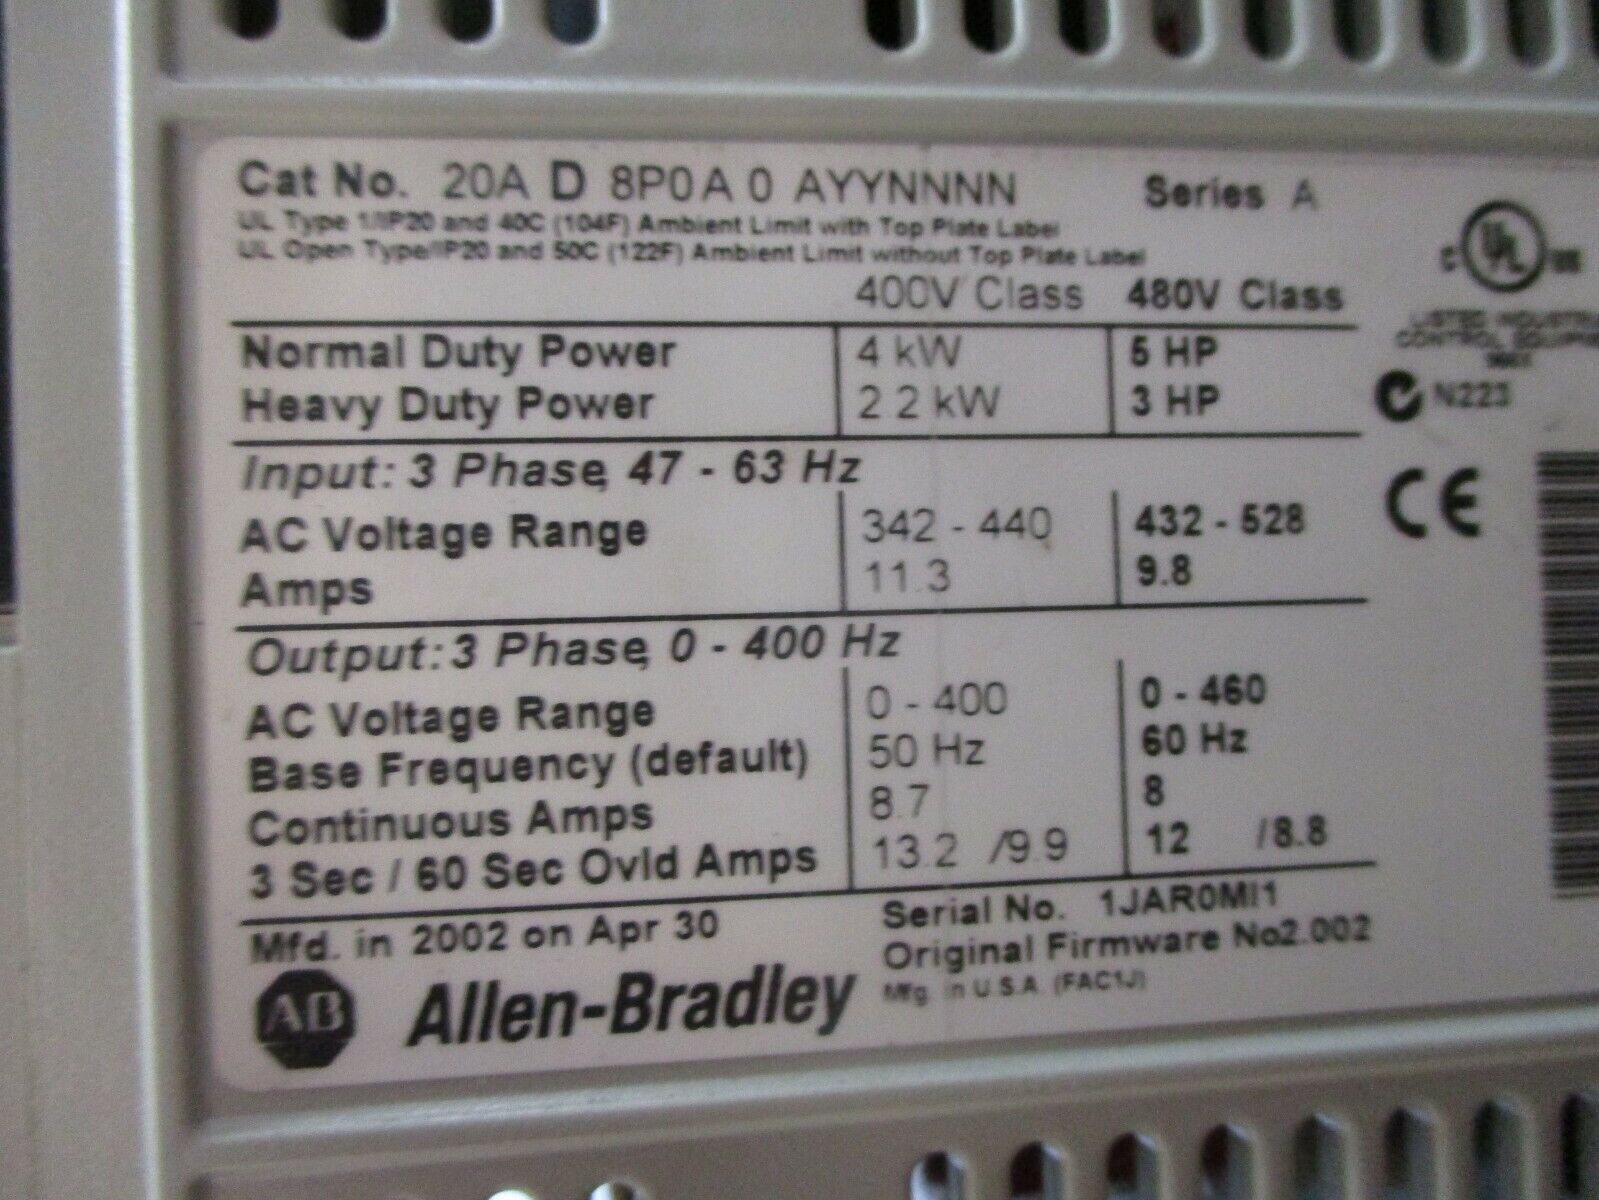 Cat No. 20A D 8P0A 0 AYYNNNN Series A
UL Type 1/IP20 and 40C (104F) Ambient Limit with Top Plate Label
UL Open Type/IP20 and 50C (122F) Ambient Limit without Top Plate Label
400V Class 480V Class
Normal Duty Power 4 kW 5 HP
Heavy Duty Power 2.2 kW 3 HP
Input: 3 Phase, 47 - 63 Hz
AC Voltage Range 342 - 440 432 - 528
Amps 11.3 9.8
Output: 3 Phase, 0 - 400 Hz
AC Voltage Range 0 - 400 0 - 460
Base Frequency (default) 50 Hz 60 Hz
Continuous Amps 8.7 8
3 Sec / 60 Sec Ovld Amps 13.2 /9.9 12 /8.8
Mfd. in 2002 on Apr 30
Serial No. 1JAR0MI1
Original Firmware No2.002
Mfg. in U.S.A. (FAC1J)
AB Allen-Bradley
C UL US
LISTED
CONTROL
N223
CE